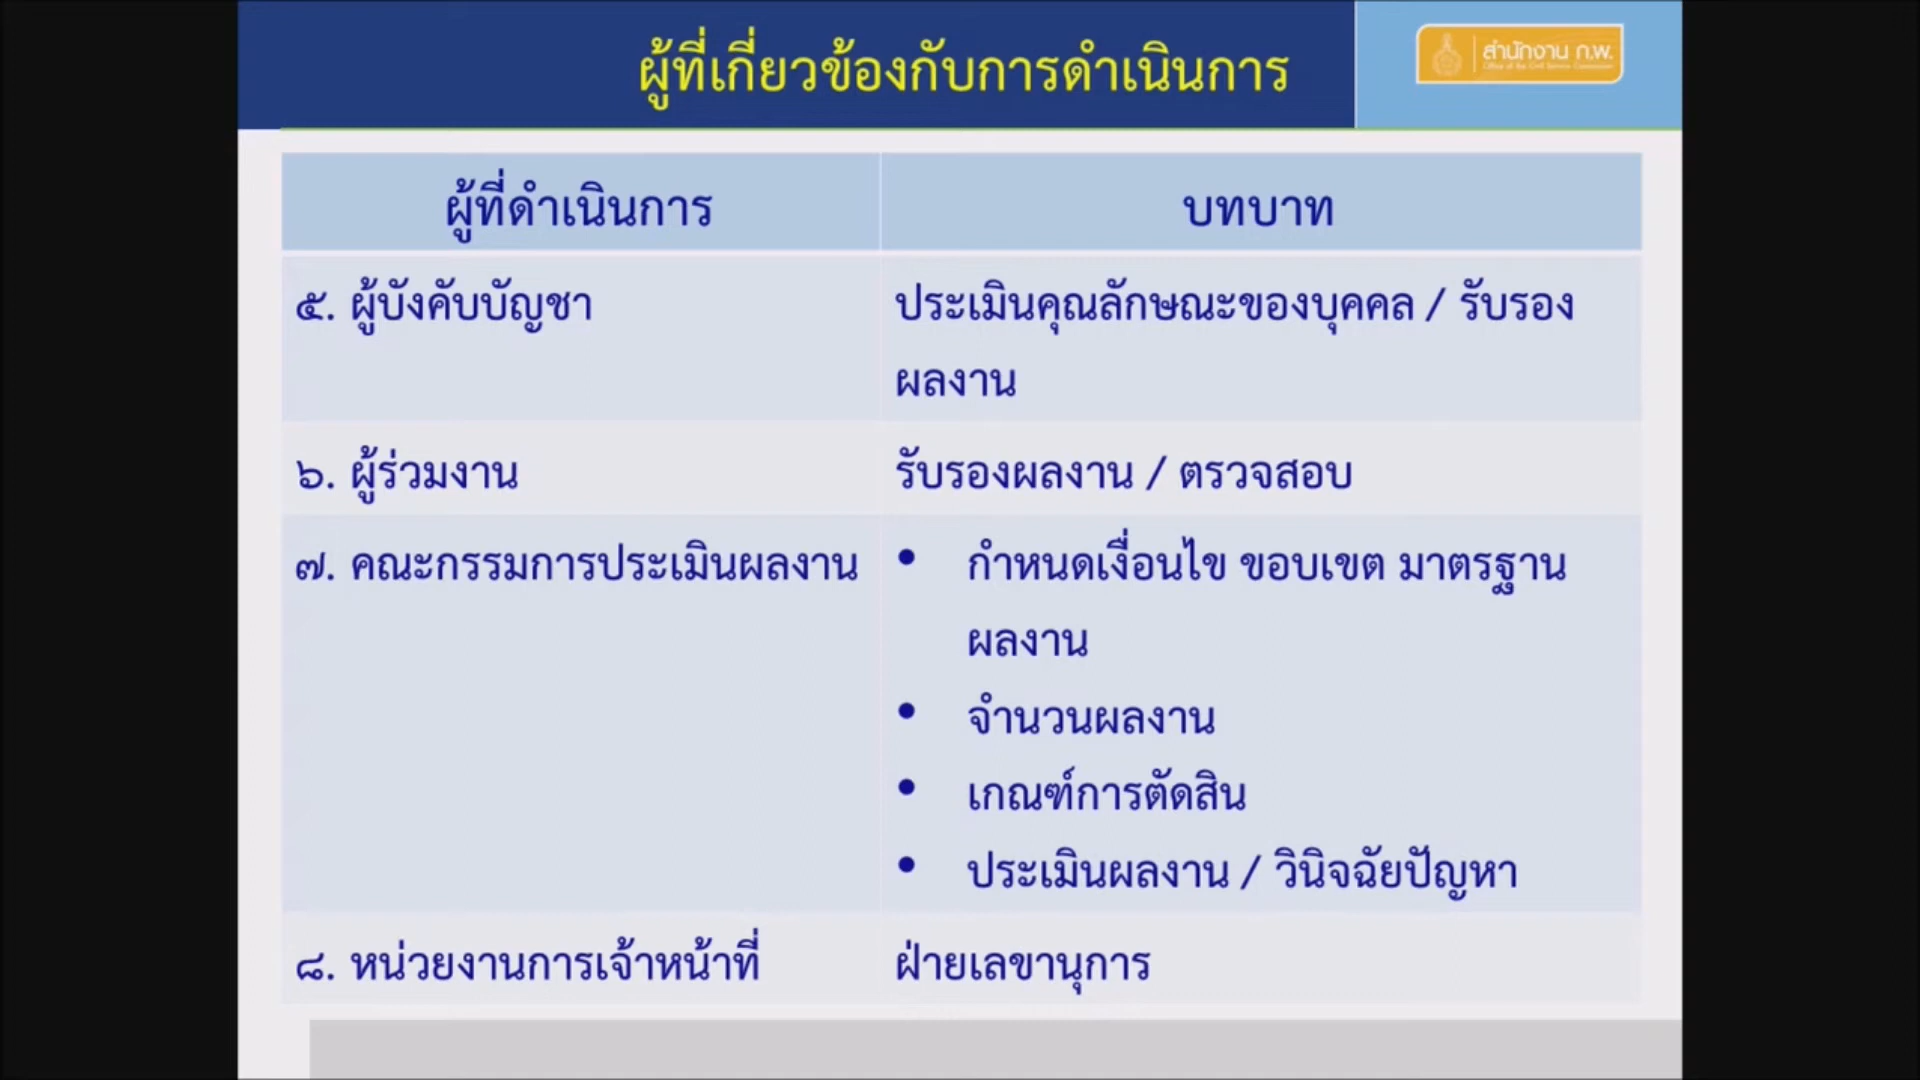 ผู้ที่เกี่ยวข้องกับการดำเนินการ
สำนักงาน ก.พ.
Office of the Civil Service Commission
ผู้ที่ดำเนินการ
บทบาท
๕. ผู้บังคับบัญชา
ประเมินคุณลักษณะของบุคคล / รับรอง
ผลงาน
๖. ผู้ร่วมงาน
รับรองผลงาน / ตรวจสอบ
๗. คณะกรรมการประเมินผลงาน
• กำหนดเงื่อนไข ขอบเขต มาตรฐาน
ผลงาน
• จำนวนผลงาน
• เกณฑ์การตัดสิน
• ประเมินผลงาน / วินิจฉัยปัญหา
๘. หน่วยงานการเจ้าหน้าที่
ฝ่ายเลขานุการ